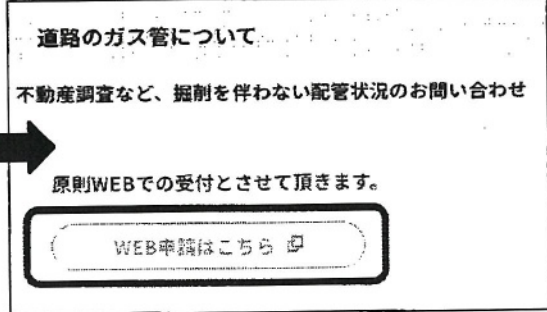 道路のガス管について
不動産調査など、掘削を伴わない配管状況のお問い合わせ
原則WEBでの受付とさせて頂きます。
WEB申請はこちら